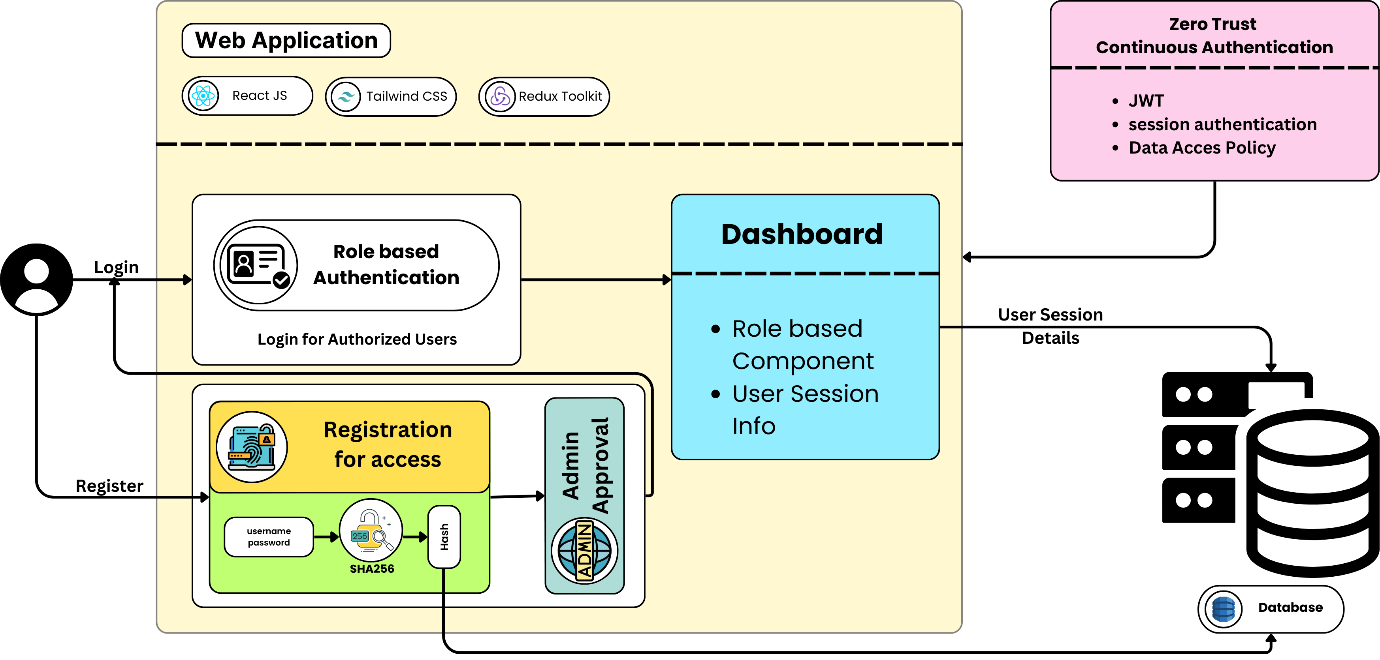 Web Application
React JS
Tailwind CSS
Redux Toolkit
Zero Trust
Continuous Authentication
JWT
session authentication
Data Acces Policy
Login
Role based
Authentication
Login for Authorized Users
Dashboard
Role based
Component
User Session
Info
User Session
Details
Register
Registration
for access
username
password
256
SHA256
Hash
Admin
Approval
ADMIN
Database